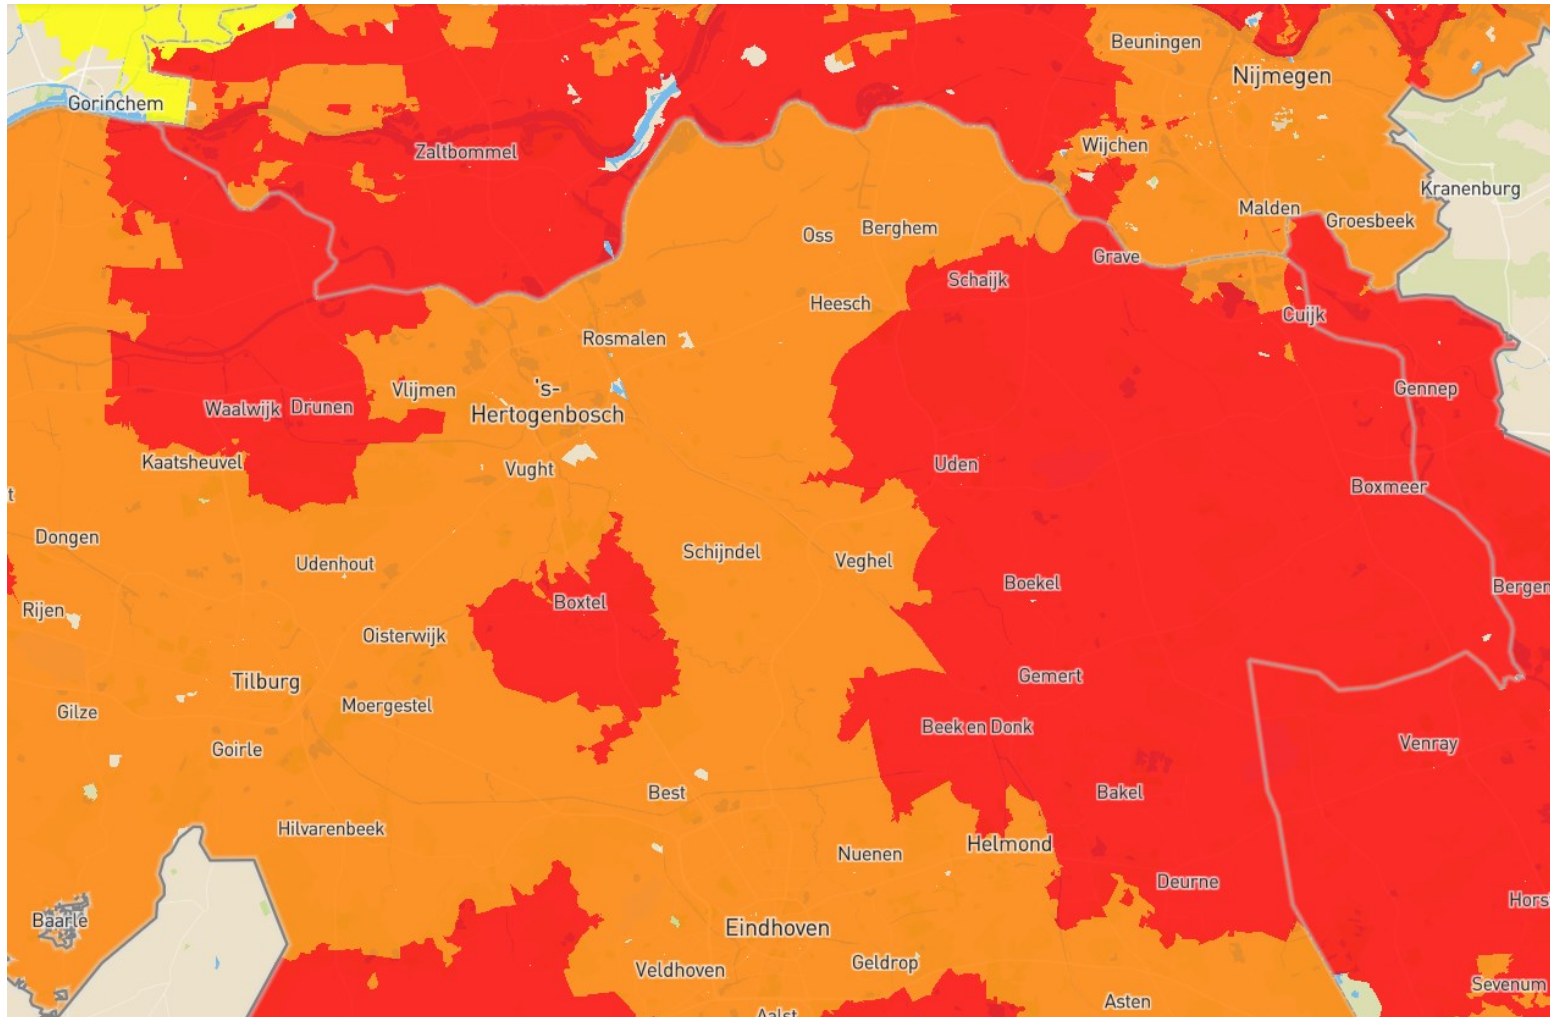 Beuningen
Nijmegen
Gorinchem
Zaltbommel
Wijchen
Kranenburg
Malden
Groesbeek
Oss
Berghem
Grave
Schaijk
Heesch
Cuijk
Rosmalen
Vlijmen
's-
Hertogenbosch
Gennep
Waalwijk
Drunen
Kaatsheuvel
Vught
Uden
Boxmeer
t
Dongen
Udenhout
Schijndel
Veghel
Boekel
Bergen
Rijen
Boxtel
Oisterwijk
Tilburg
Gemert
Gilze
Moergestel
Beek en Donk
Goirle
Venray
Best
Bakel
Hilvarenbeek
Nuenen
Helmond
Deurne
Hors
Baarle
Eindhoven
Veldhoven
Geldrop
Sevenum
Asten
Aalst